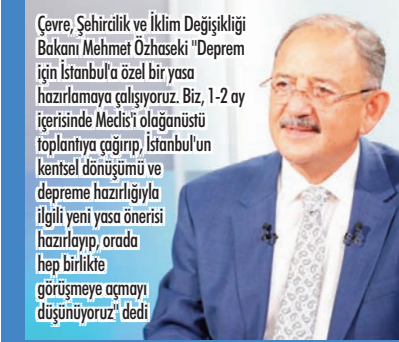 Çevre, Şehircilik ve İklim Değişikliği
Bakanı Mehmet Özhaseki "Deprem
için İstanbul'a özel bir yasa
hazırlamaya çalışıyoruz. Biz, 1-2 ay
içerisinde Meclis'i olağanüstü
toplantıya çağırıp, İstanbul'un
kentsel dönüşümü ve
depreme hazırlığıyla
ilgili yeni yasa önerisi
hazırlayıp, orada
hep birlikte
görüşmeye açmayı
düşünüyoruz" dedi